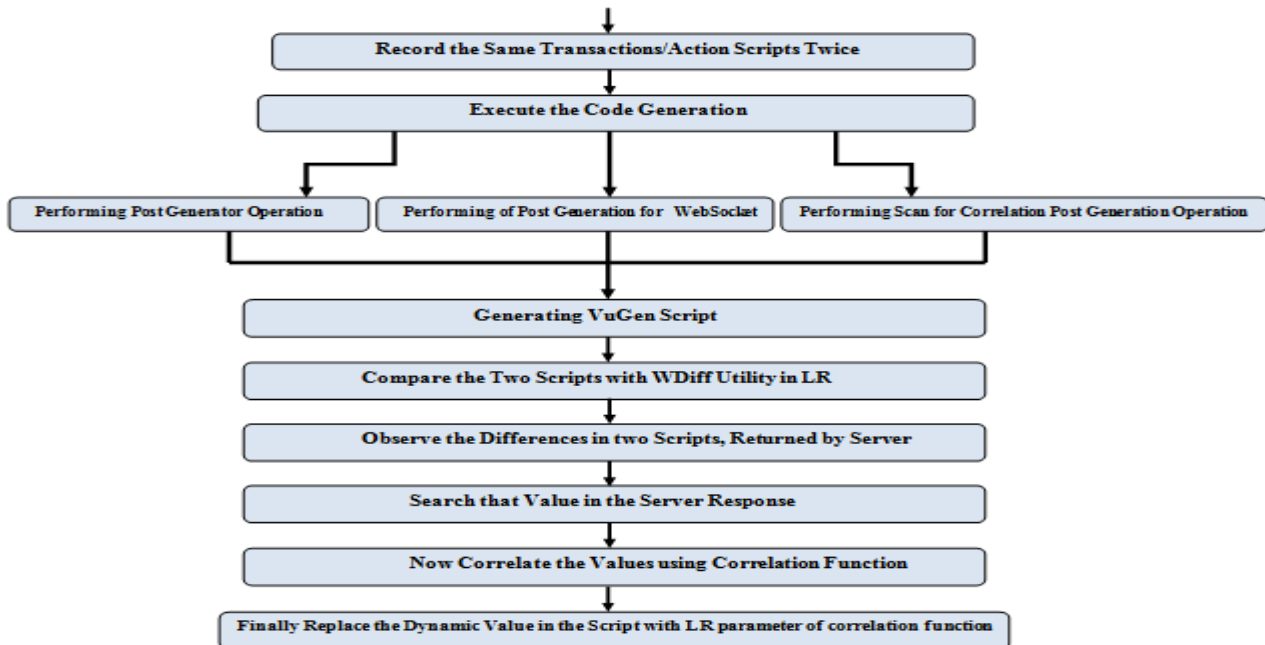 Record the Same Transactions/Action Scripts Twice
Execute the Code Generation
Performing Post Generator Operation
Performing of Post Generation for WebSocket
Performing Scan for Correlation Post Generation Operation
Generating VuGen Script
Compare the Two Scripts with WDiff Utility in LR
Observe the Differences in two Scripts, Returned by Server
Search that Value in the Server Response
Now Correlate the Values using Correlation Function
Finally Replace the Dynamic Value in the Script with LR parameter of correlation function